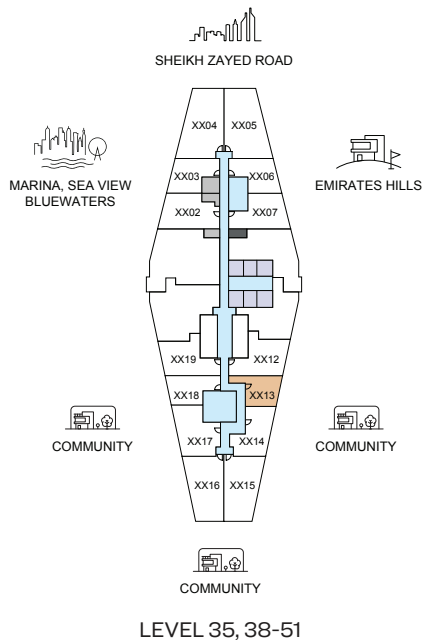 SHEIKH ZAYED ROAD
XX04 XX05
MARINA, SEA VIEW
BLUEWATERS
EMIRATES HILLS
XX03 XX06
XX02 XX07
XX19 XX12
XX18 XX13
COMMUNITY
COMMUNITY
XX17 XX14
XX16 XX15
COMMUNITY
LEVEL 35, 38-51